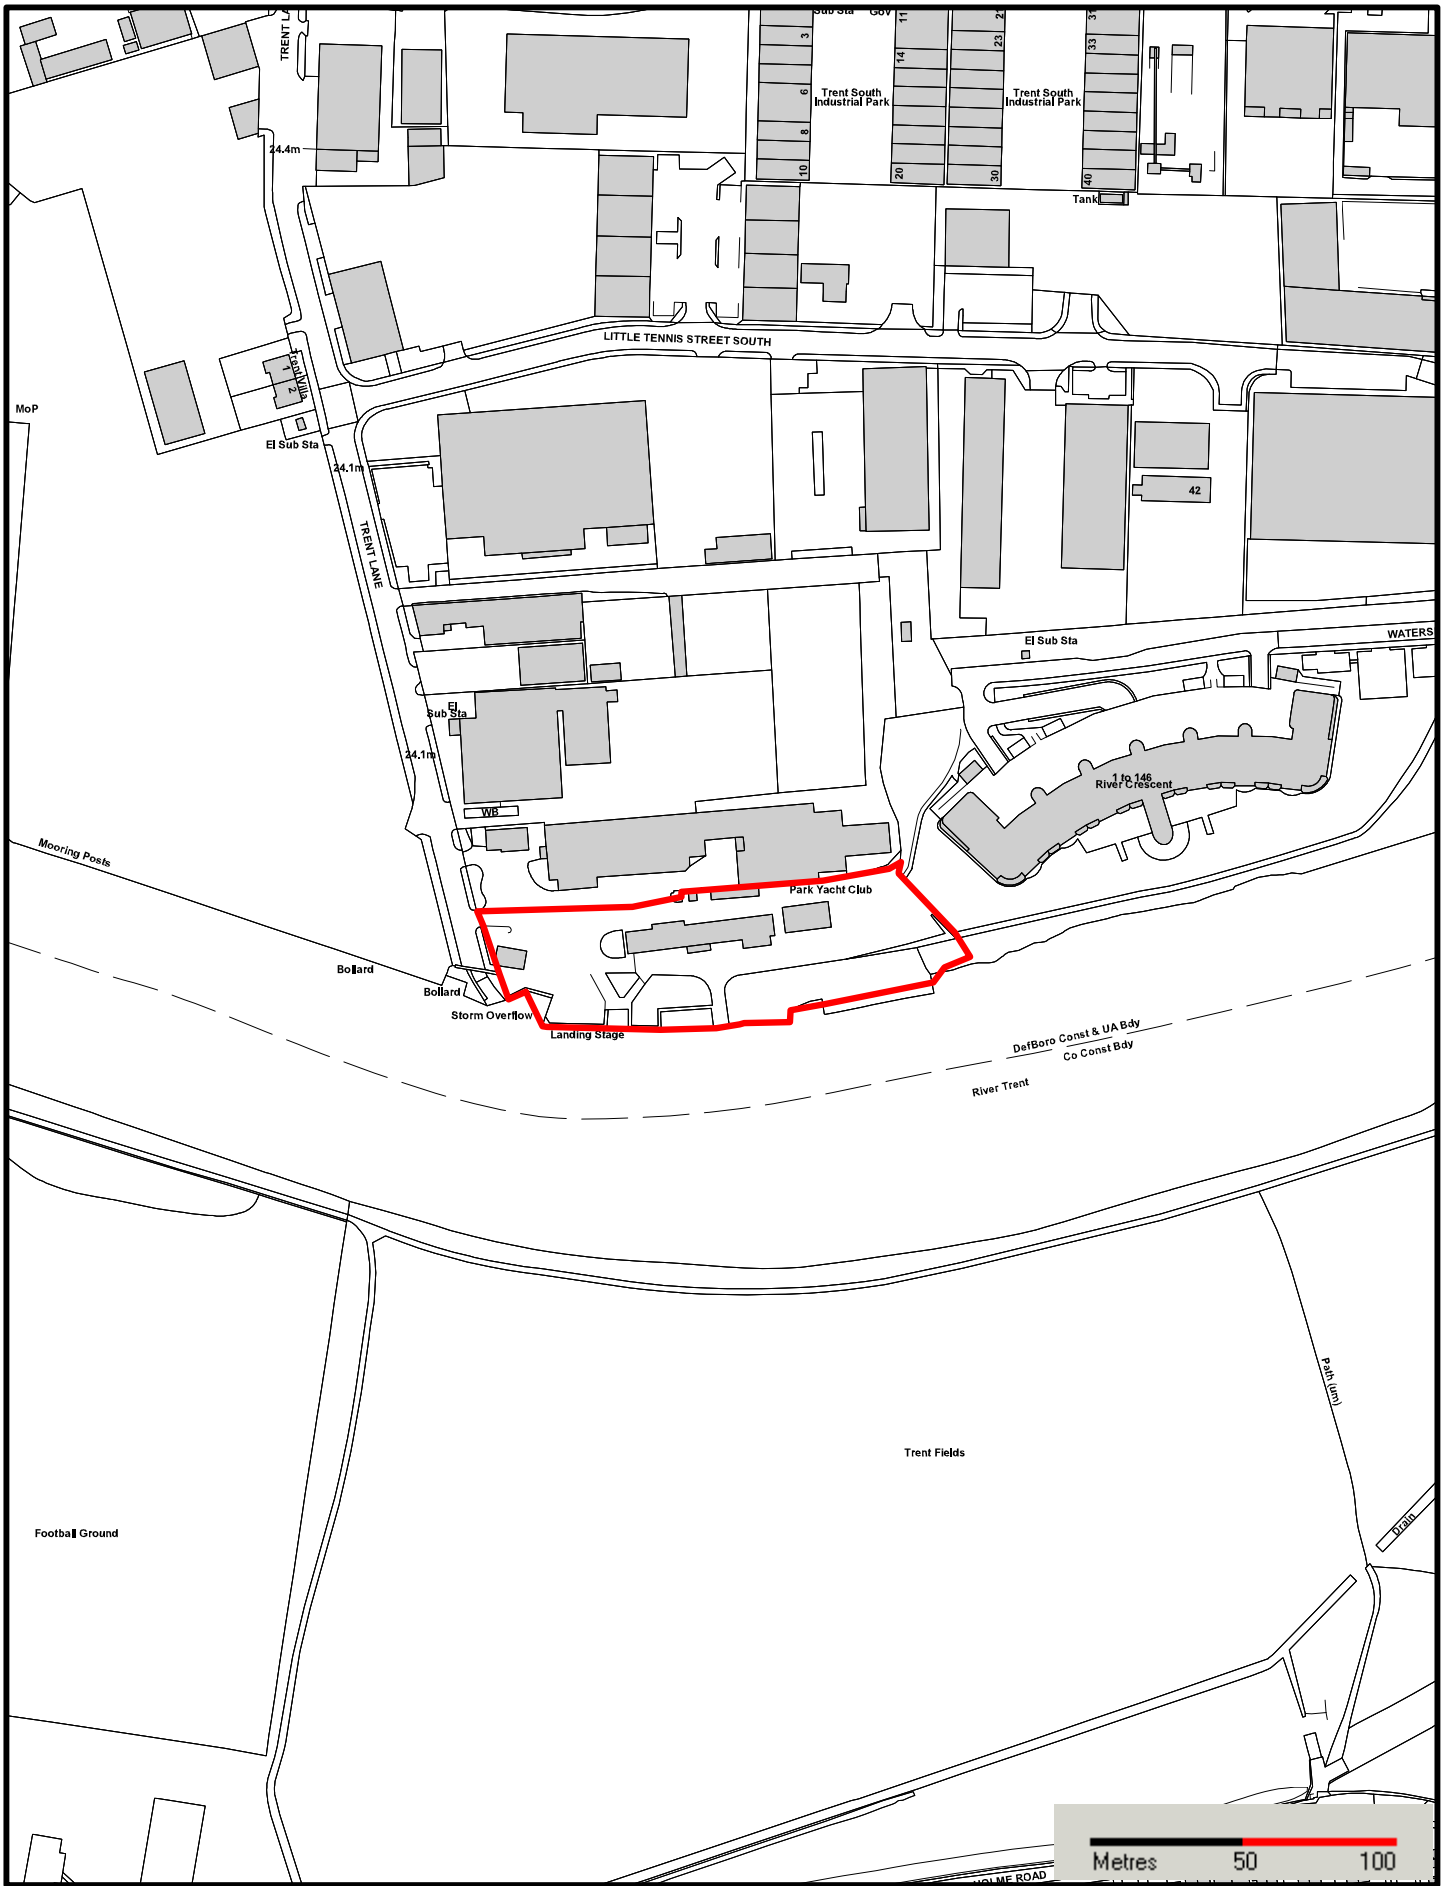 TRENT LA
Sub Sta
Gov
3
6
8
10
11
14
20
21
23
30
31
33
40
Trent South
Industrial Park
Trent South
Industrial Park
24.4m
Tank
LITTLE TENNIS STREET SOUTH
Trent Villa
1
2
MoP
El Sub Sta
24.1m
42
TRENT LANE
El Sub Sta
WATERS
El
Sub Sta
24.1m
1 to 146
River Crescent
WB
Mooring Posts
Park Yacht Club
Bollard
Bollard
Storm Overflow
Landing Stage
DefBoro Const & UA Bdy
Co Const Bdy
River Trent
Path (um)
Trent Fields
Football Ground
Drain
Metres 50 100
OLME ROAD